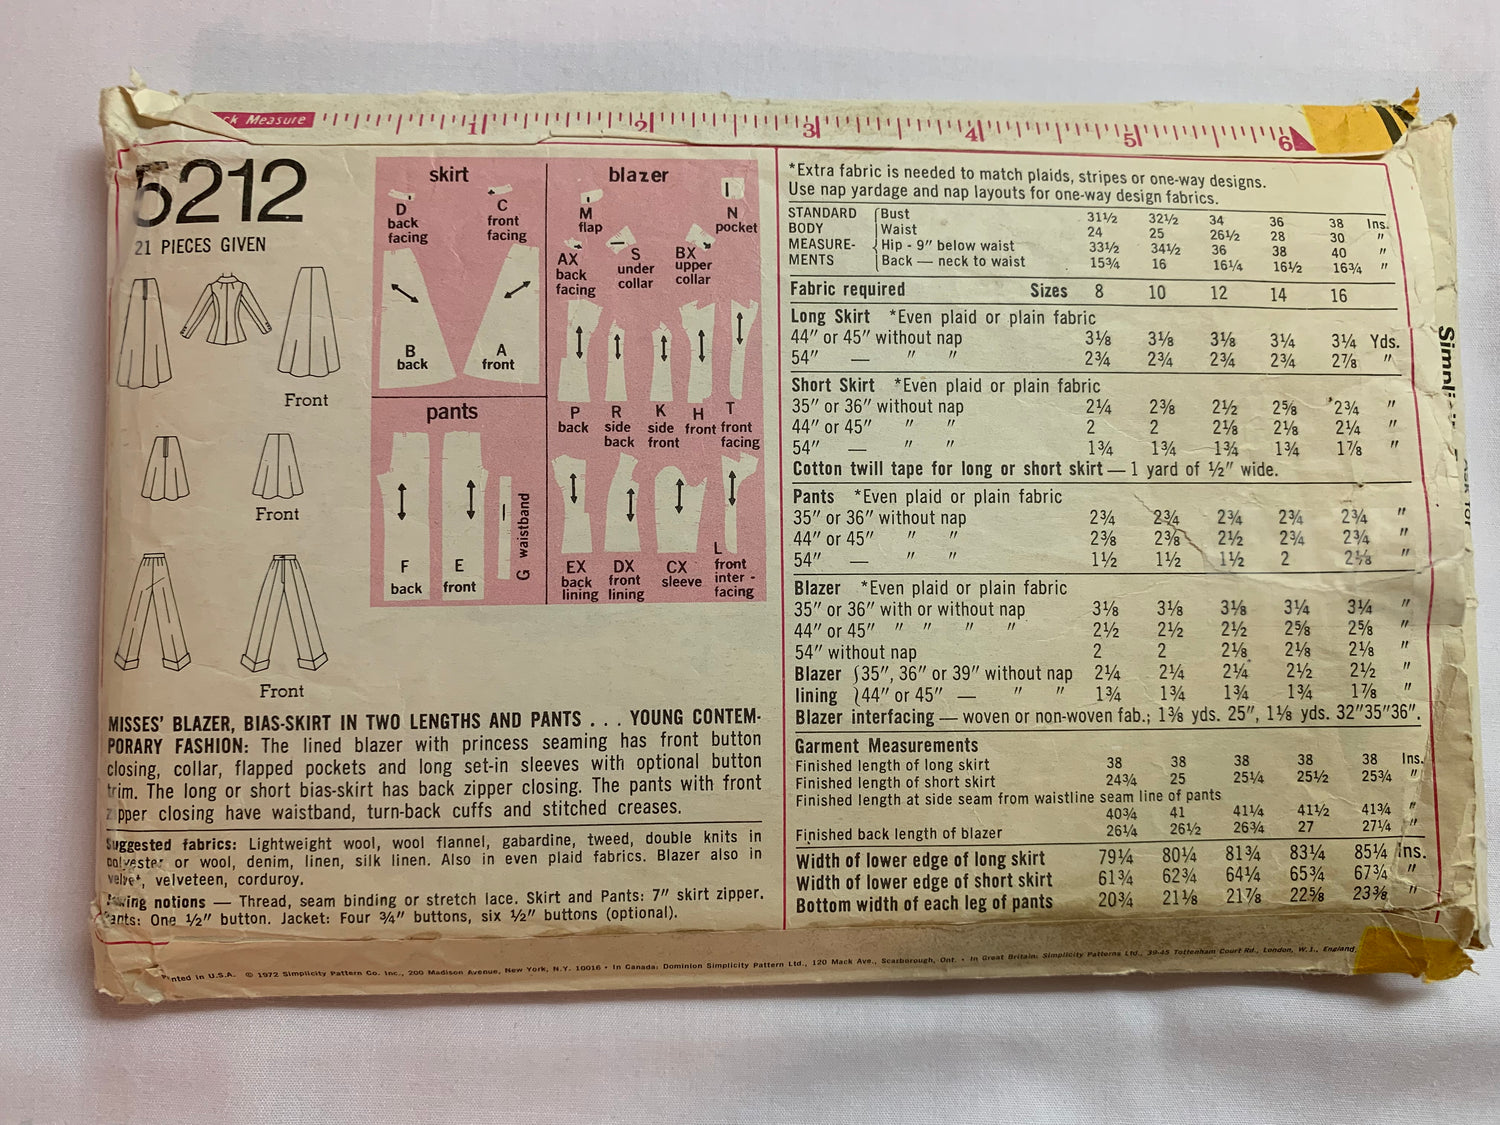 ck Measure 1 2 3 4 5 6
5212
21 PIECES GIVEN
Front
Front
Front
skirt
D
back
facing
C
front
facing
B
back
A
front
pants
F
back
E
front
G waistband
blazer
M
flap
N
pocket
AX
back
facing
S
under
collar
BX
upper
collar
P
back
R
side
back
K
side
front
H
front
T
front
facing
EX
back
lining
DX
front
lining
CX
sleeve
L
front
inter-
facing
MISSES' BLAZER, BIAS-SKIRT IN TWO LENGTHS AND PANTS . . . YOUNG CONTEM-
PORARY FASHION: The lined blazer with princess seaming has front button
closing, collar, flapped pockets and long set-in sleeves with optional button
trim. The long or short bias-skirt has back zipper closing. The pants with front
zipper closing have waistband, turn-back cuffs and stitched creases.
Suggested fabrics: Lightweight wool, wool flannel, gabardine, tweed, double knits in
polyester or wool, denim, linen, silk linen. Also in even plaid fabrics. Blazer also in
velvet, velveteen, corduroy.
Sewing notions — Thread, seam binding or stretch lace. Skirt and Pants: 7" skirt zipper.
Pants: One ½" button. Jacket: Four ¾" buttons, six ½" buttons (optional).
*Extra fabric is needed to match plaids, stripes or one-way designs.
Use nap yardage and nap layouts for one-way design fabrics.
STANDARD Bust 31½ 32½ 34 36 38 Ins.
BODY Waist 24 25 26½ 28 30 "
MEASURE- Hip - 9" below waist 33½ 34½ 36 38 40 "
MENTS Back — neck to waist 15¾ 16 16¼ 16½ 16¾ "
Fabric required Sizes 8 10 12 14 16
Long Skirt *Even plaid or plain fabric
44" or 45" without nap 3⅛ 3⅛ 3⅛ 3¼ 3¼ Yds.
54" — " " 2¾ 2¾ 2¾ 2¾ 2⅞ "
Short Skirt *Even plaid or plain fabric
35" or 36" without nap 2¼ 2⅜ 2½ 2⅝ 2¾ "
44" or 45" " " 2 2 2⅛ 2⅛ 2¼ "
54" — " " 1¾ 1¾ 1¾ 1¾ 1⅞ "
Cotton twill tape for long or short skirt — 1 yard of ½" wide.
Pants *Even plaid or plain fabric
35" or 36" without nap 2¾ 2¾ 2¾ 2¾ 2¾ "
44" or 45" " " 2⅜ 2⅜ 2½ 2¾ 2¾ "
54" — " " 1½ 1½ 1½ 2 2⅛ "
Blazer *Even plaid or plain fabric
35" or 36" with or without nap 3⅛ 3⅛ 3⅛ 3¼ 3¼ "
44" or 45" " " " " 2½ 2½ 2½ 2⅝ 2⅝ "
54" without nap 2 2 2⅛ 2⅛ 2⅛ "
Blazer 35", 36" or 39" without nap 2¼ 2¼ 2¼ 2½ 2½ "
lining 44" or 45" — " " 1¾ 1¾ 1¾ 1¾ 1⅞ "
Blazer interfacing — woven or non-woven fab.; 1⅜ yds. 25", 1⅛ yds. 32"35"36".
Garment Measurements
Finished length of long skirt 38 38 38 38 38 Ins.
Finished length of short skirt 24¾ 25 25¼ 25½ 25¾ "
Finished length at side seam from waistline seam line of pants
40¾ 41 41¼ 41½ 41¾ "
Finished back length of blazer 26¼ 26½ 26¾ 27 27¼ "
Width of lower edge of long skirt 79¼ 80¼ 81¾ 83¼ 85¼ Ins.
Width of lower edge of short skirt 61¾ 62¾ 64¼ 65¾ 67¾ "
Bottom width of each leg of pants 20¾ 21⅛ 21⅞ 22⅝ 23⅜ "
Printed in U.S.A. © 1972 Simplicity Pattern Co. Inc., 200 Madison Avenue, New York, N.Y. 10016 • In Canada: Dominion Simplicity Pattern Ltd., 120 Mack Ave., Scarborough, Ont. • In Great Britain: Simplicity Patterns Ltd., 39-45 Tottenham Court Rd., London, W.1., England.